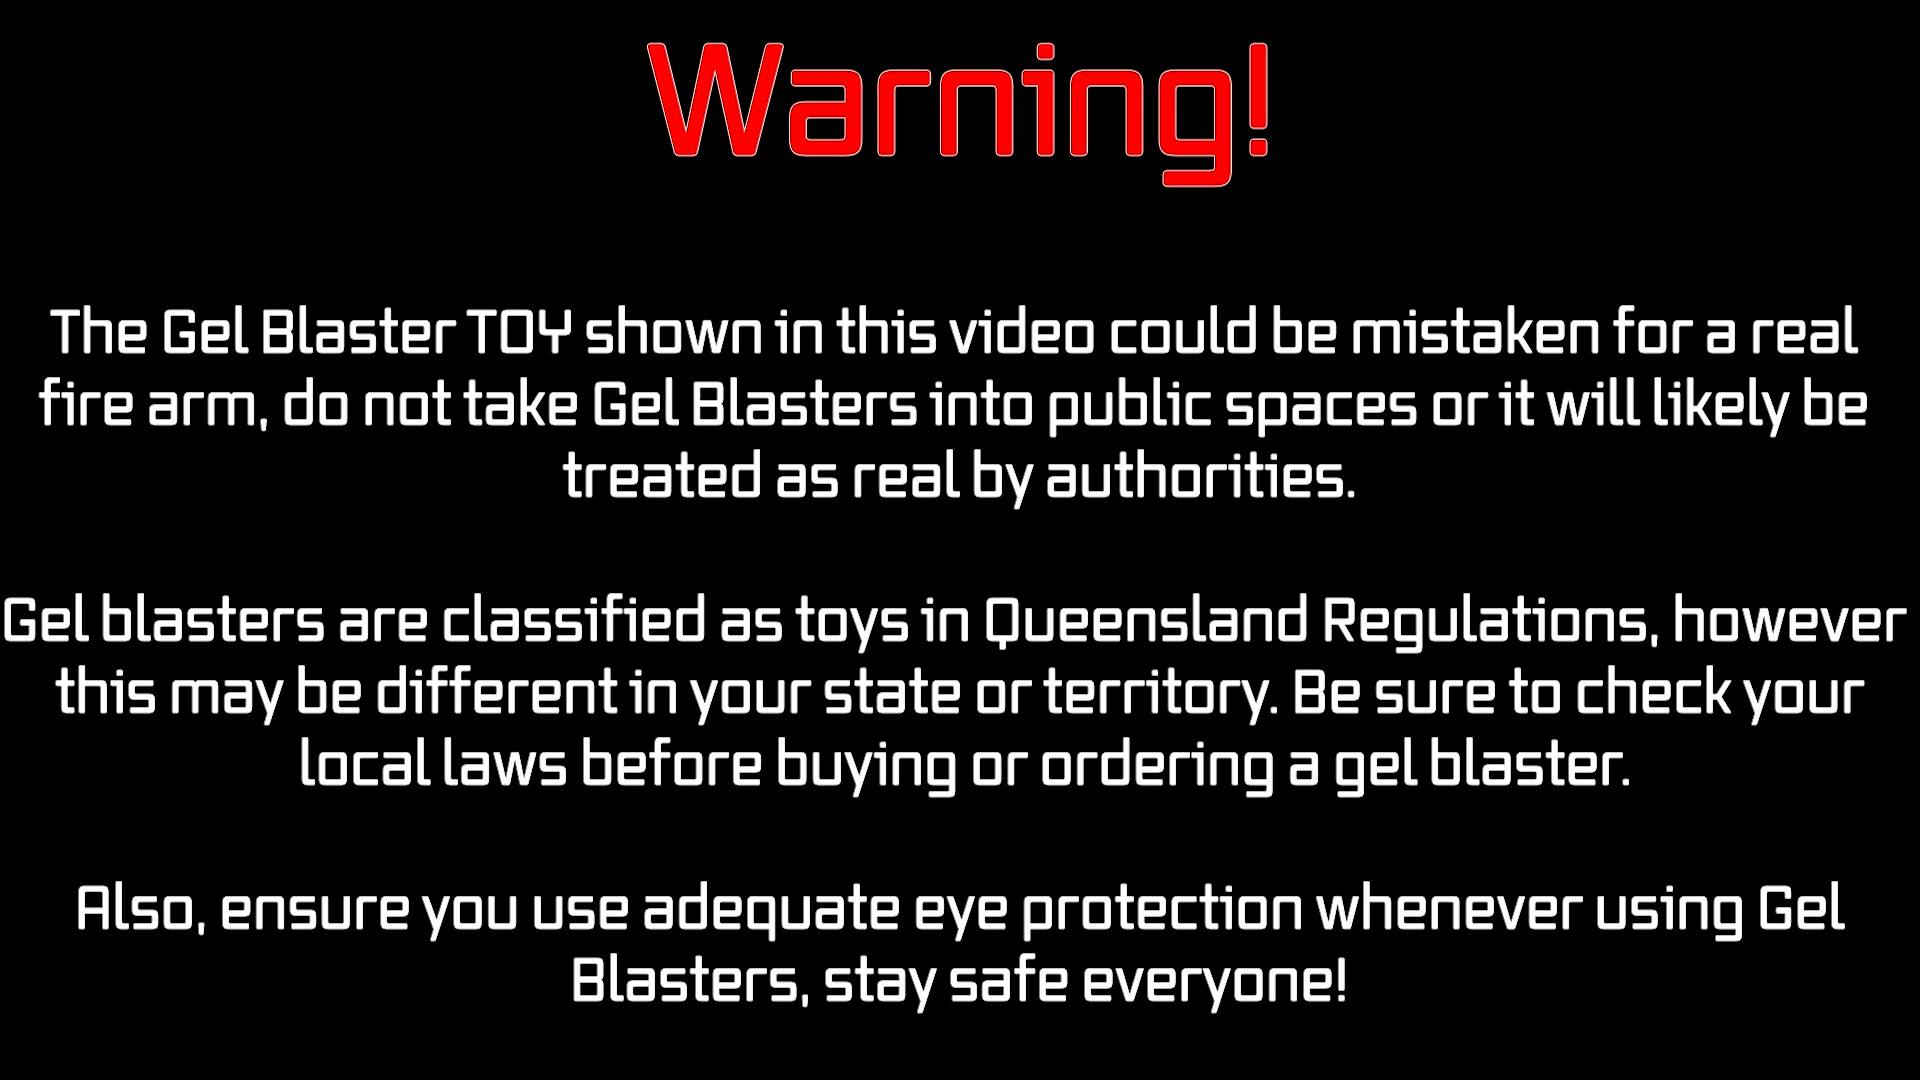 Warning!
The Gel Blaster TOY shown in this video could be mistaken for a real
fire arm, do not take Gel Blasters into public spaces or it will likely be
treated as real by authorities.
Gel blasters are classified as toys in Queensland Regulations, however
this may be different in your state or territory. Be sure to check your
local laws before buying or ordering a gel blaster.
Also, ensure you use adequate eye protection whenever using Gel
Blasters, stay safe everyone!